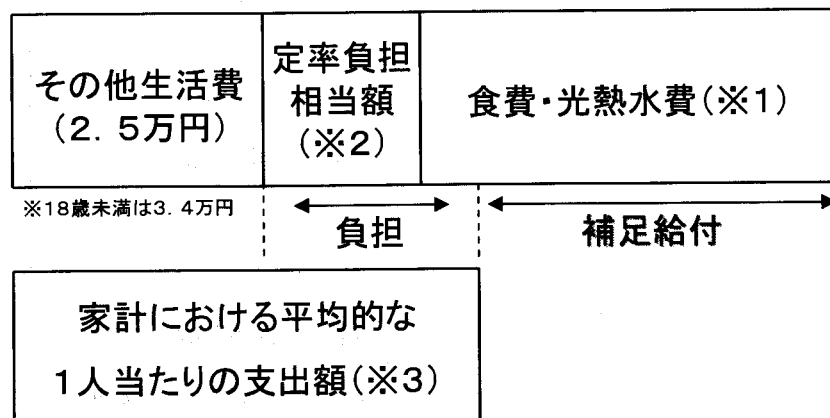 その他生活費
(2．5万円)
定率負担
相当額
(※2)
食費・光熱水費(※1)
※18歳未満は3．4万円
負担
補足給付
家計における平均的な
1人当たりの支出額(※3)